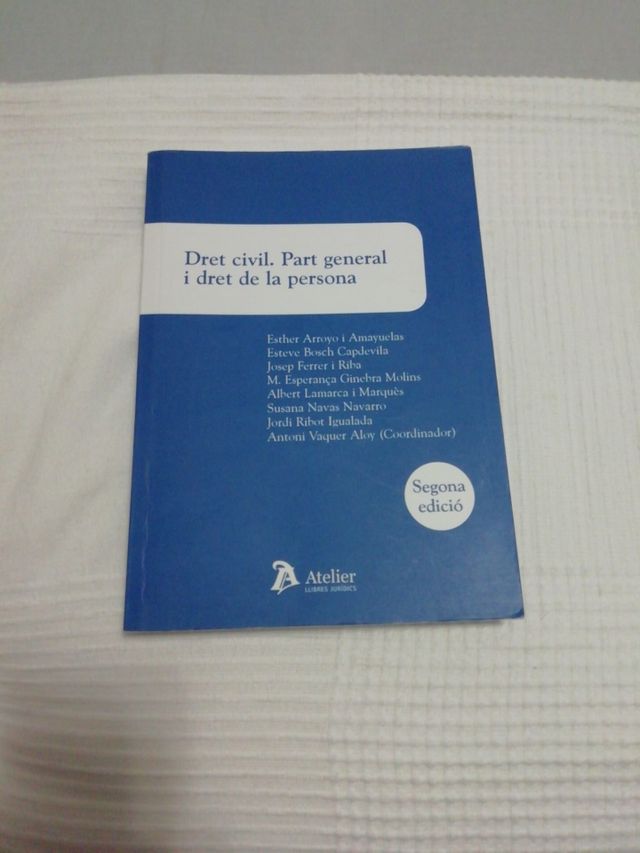 Dret civil. Part general
i dret de la persona
Esther Arroyo i Amayuelas
Esteve Bosch Capdevila
Josep Ferrer i Riba
M. Esperança Ginebra Molins
Albert Lamarca i Marquès
Susana Navas Navarro
Jordi Ribot Igualada
Antoni Vaquer Aloy (Coordinador)
Segona
edició
Atelier
LLIBRES JURÍDICS